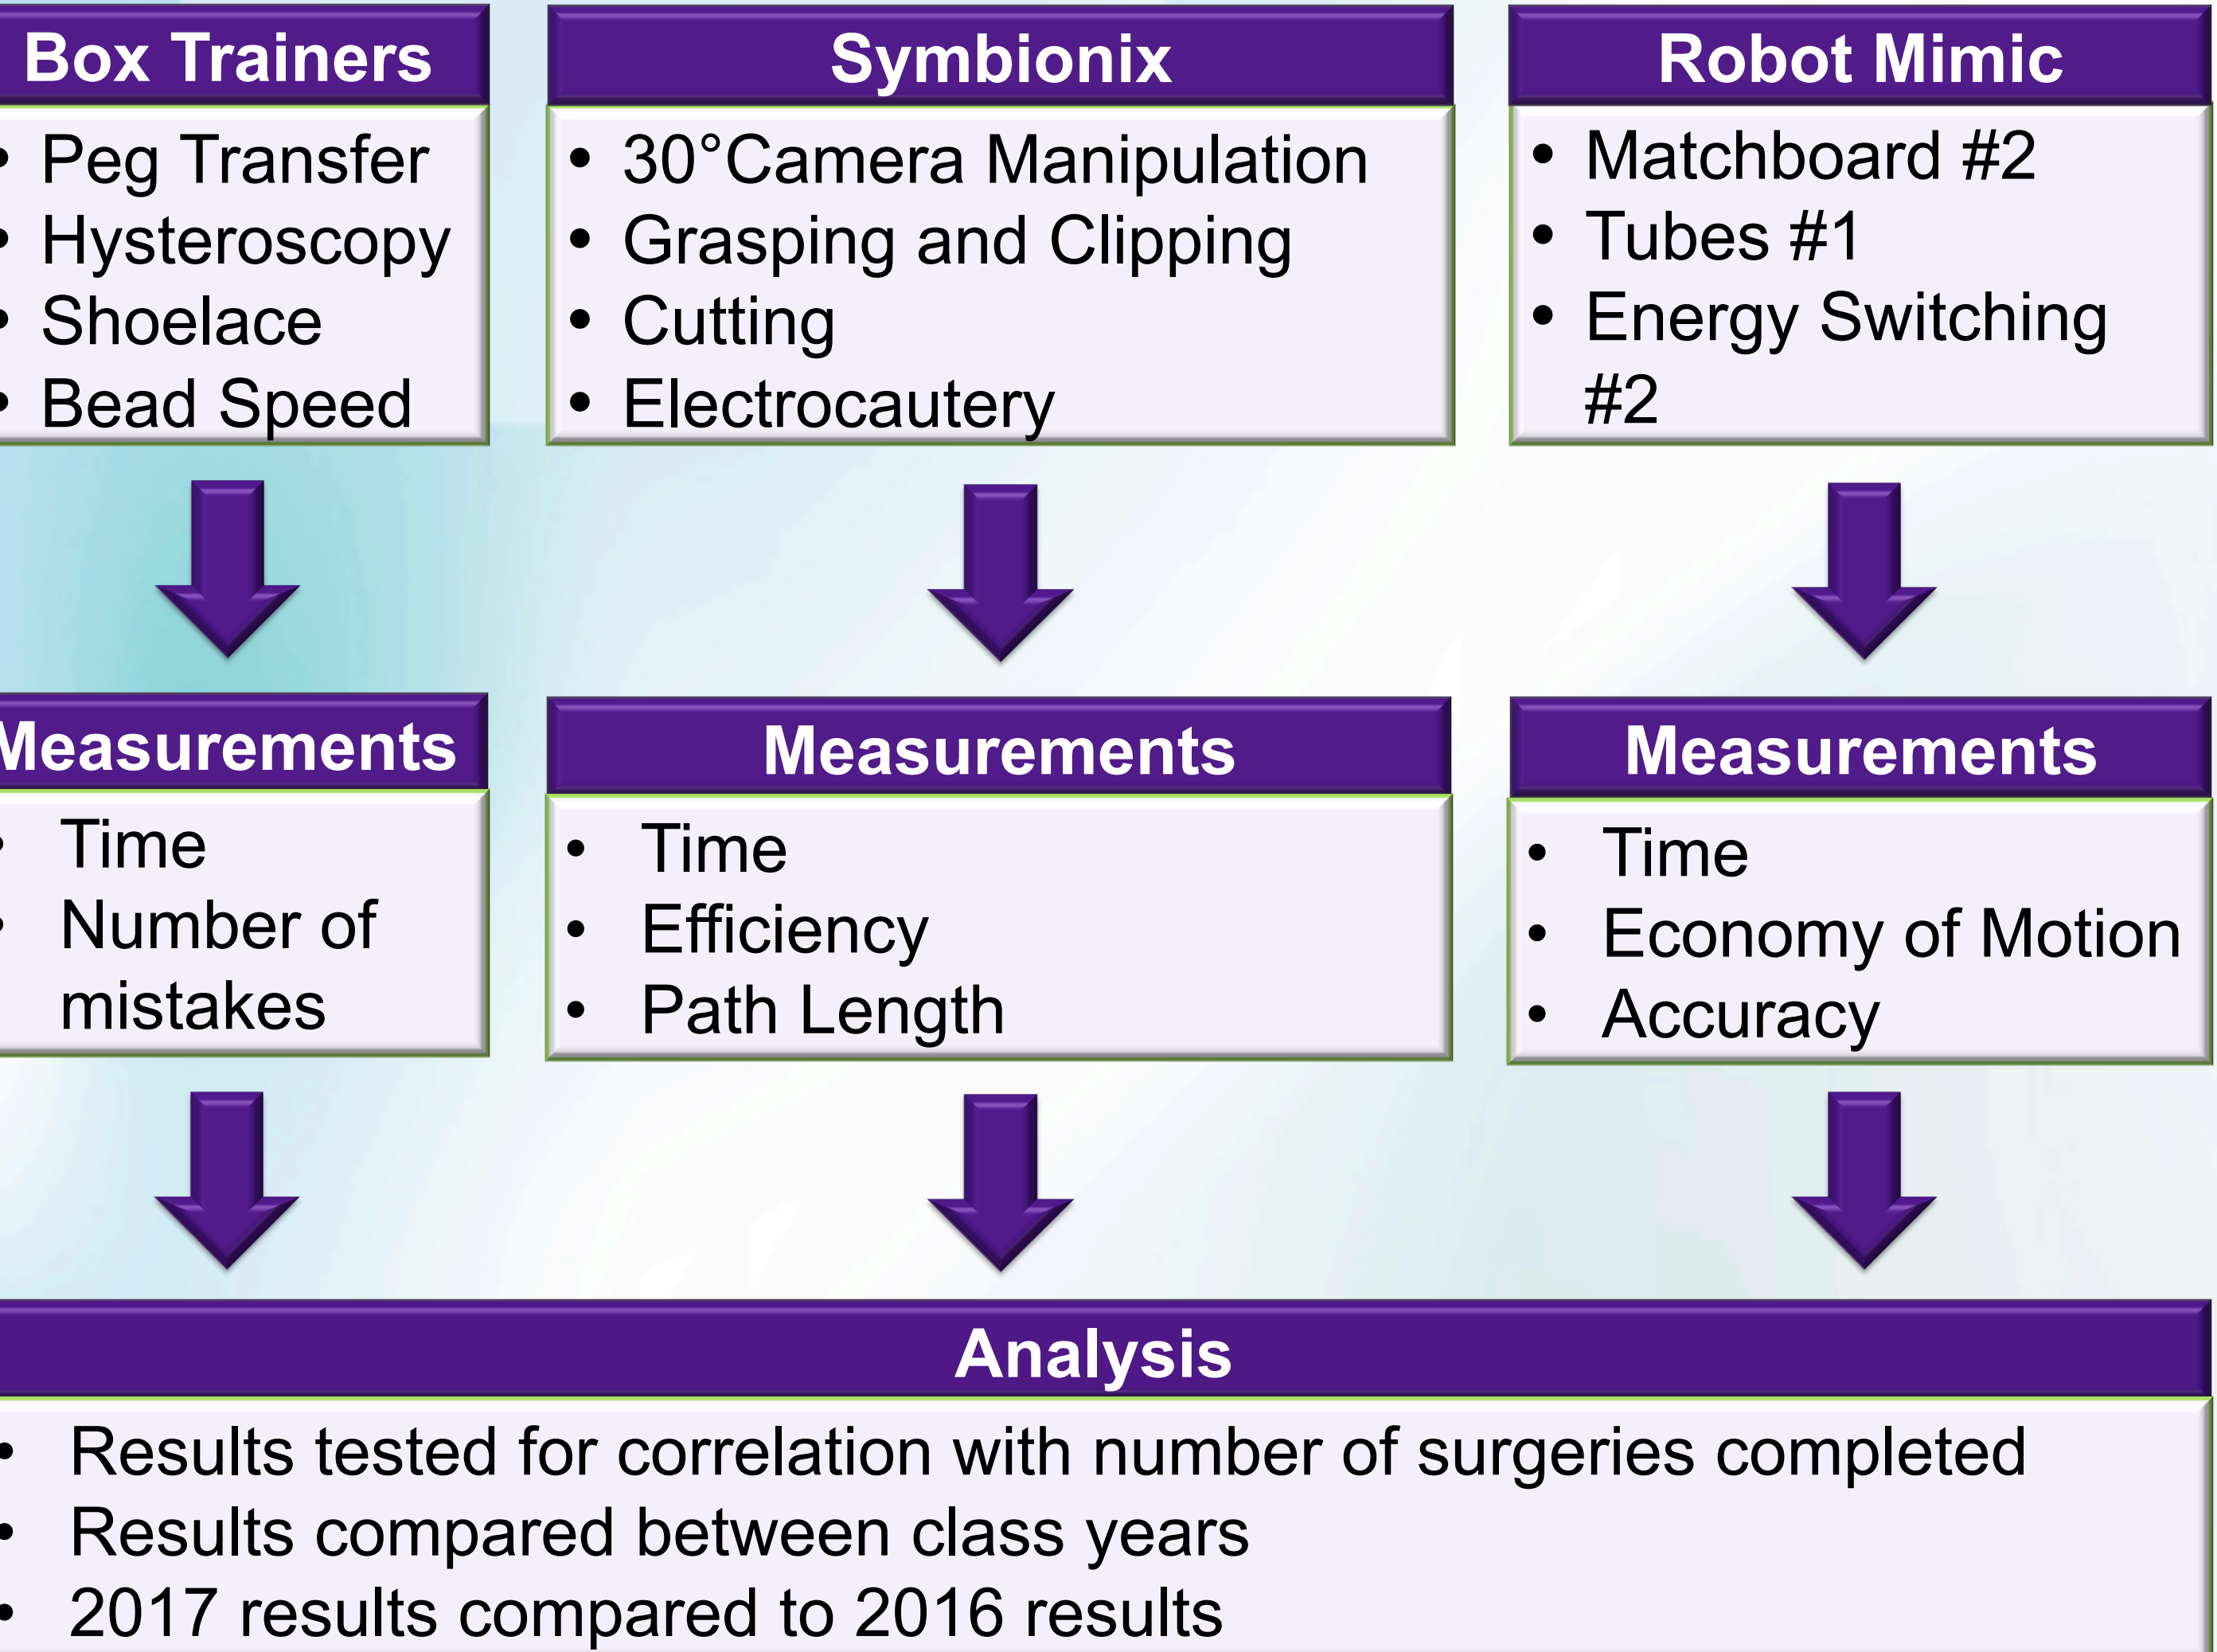 Box Trainers
• Peg Transfer
• Hysteroscopy
• Shoelace
• Bead Speed
Symbionix
• 30°Camera Manipulation
• Grasping and Clipping
• Cutting
• Electrocautery
Robot Mimic
• Matchboard #2
• Tubes #1
• Energy Switching
#2
Measurements
• Time
• Number of
mistakes
Measurements
• Time
• Efficiency
• Path Length
Measurements
• Time
• Economy of Motion
• Accuracy
Analysis
• Results tested for correlation with number of surgeries completed
• Results compared between class years
• 2017 results compared to 2016 results